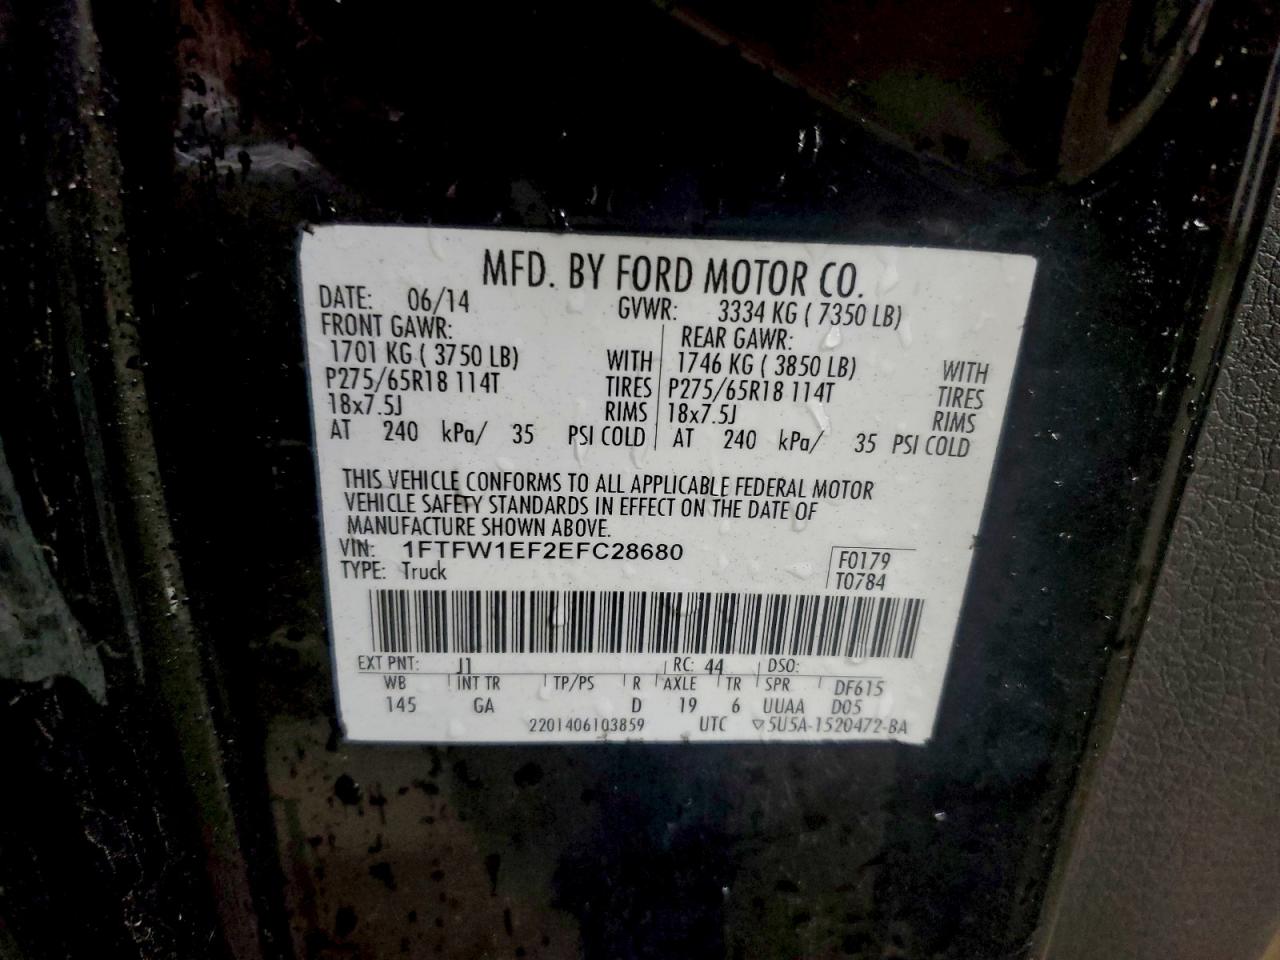 MFD. BY FORD MOTOR CO.
DATE: 06/14 GVWR: 3334 KG ( 7350 LB)
FRONT GAWR: REAR GAWR:
1701 KG ( 3750 LB) WITH 1746 KG ( 3850 LB) WITH
P275/65R18 114T TIRES P275/65R18 114T TIRES
18x7.5J RIMS 18x7.5J RIMS
AT 240 kPa/ 35 PSI COLD AT 240 kPa/ 35 PSI COLD
THIS VEHICLE CONFORMS TO ALL APPLICABLE FEDERAL MOTOR
VEHICLE SAFETY STANDARDS IN EFFECT ON THE DATE OF
MANUFACTURE SHOWN ABOVE.
VIN: 1FTFW1EF2EFC28680 F0179
TYPE: Truck T0784
EXT PNT: J1 RC: 44 DSO:
WB INT TR TP/PS R AXLE TR SPR DF615
145 GA D 19 6 UUAA D05
2201406103859 UTC ▽5U5A-1520472-BA